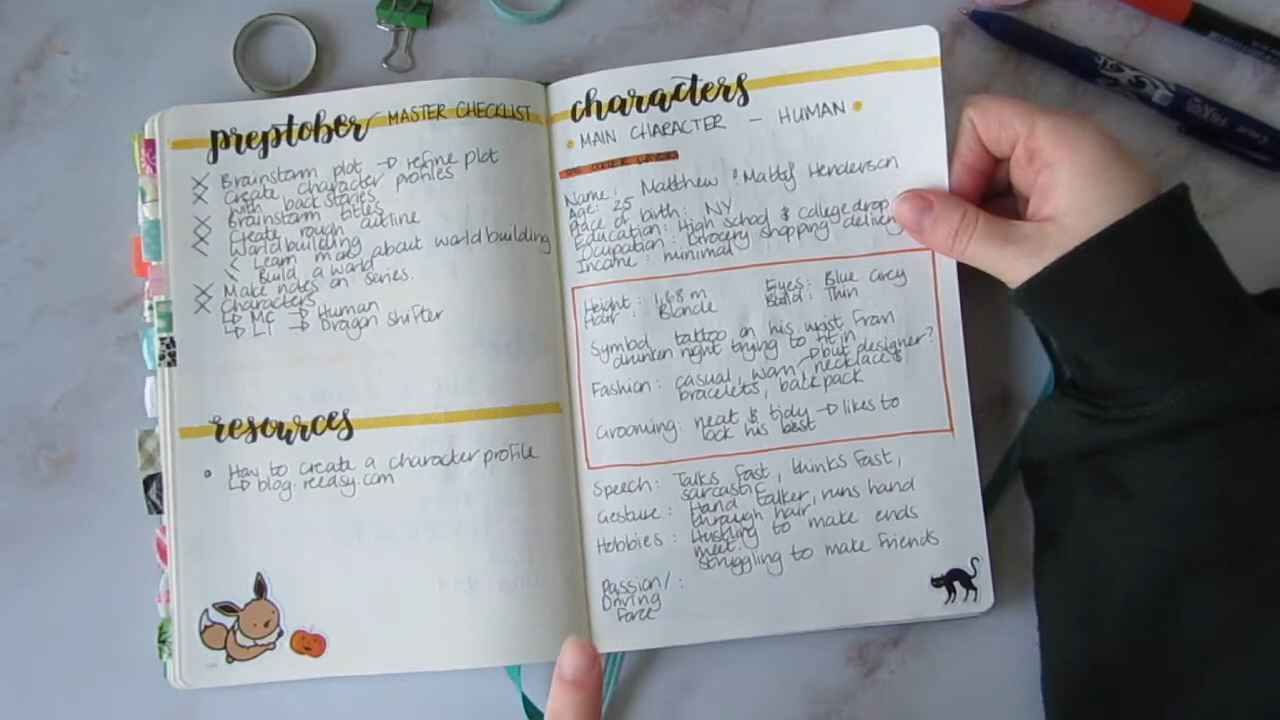 preptober MASTER CHECKLIST
Brainstorm plot → refine plot
Create character profiles
with back stories
Brainstorm titles
Create rough outline
World building
↳ Learn more about world building
↳ Build a world
Make notes on series.
Characters
↳ MC → Human
↳ LI → Dragon shifter
resources
• How to create a character profile
↳ blog.reedsy.com
characters
• MAIN CHARACTER - HUMAN •
Name: Matthew "Matty" Henderson
Age: 25
Place of birth: NY
Education: High school & college drop
Occupation: Grocery shopping delivery
Income: minimal
Height: 1,68 m Eyes: Blue Grey
Hair: Blonde Build: Thin
Symbol tattoo on his wrist from
drunken night trying to fit in
Fashion: casual, worn → but designer?
necklace &
bracelets, backpack
Grooming: neat & tidy → likes to
look his best
Speech: Talks fast, thinks fast,
sarcastic
Gesture: Hand talker, runs hand
through hair
Hobbies: Hustling to make ends
meet.
struggling to make friends
Passion/:
Driving
Force